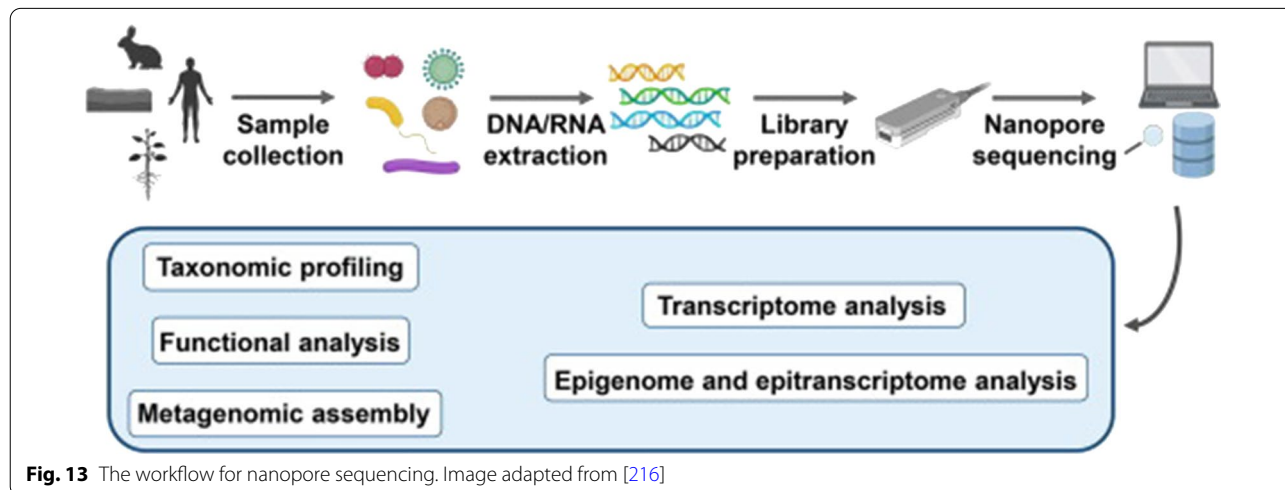 Sample
collection
DNA/RNA
extraction
Library
preparation
Nanopore
sequencing
Taxonomic profiling
Functional analysis
Metagenomic assembly
Transcriptome analysis
Epigenome and epitranscriptome analysis
Fig. 13 The workflow for nanopore sequencing. Image adapted from [216]